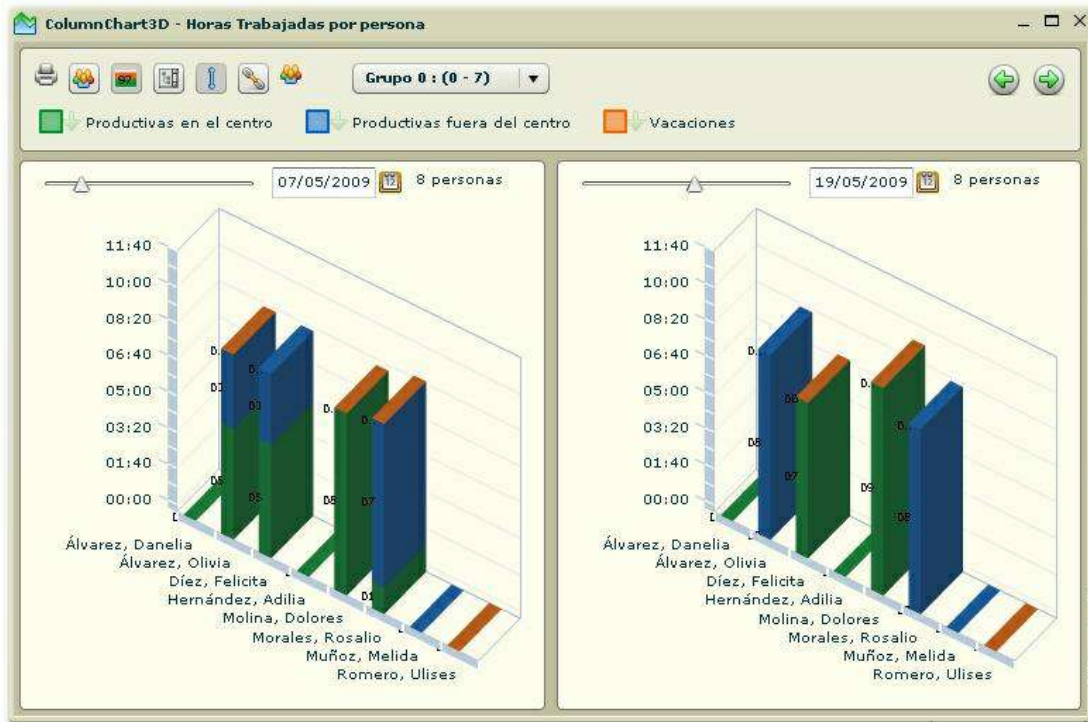 ColumnChart3D - Horas Trabajadas por persona
Grupo 0 : (0 - 7)
Productivas en el centro
Productivas fuera del centro
Vacaciones
07/05/2009
8 personas
11:40
10:00
08:20
06:40
05:00
03:20
01:40
00:00
Álvarez, Danelia
Álvarez, Olivia
Díez, Felicita
Hernández, Adilia
Molina, Dolores
Morales, Rosalio
Muñoz, Melida
Romero, Ulises
19/05/2009
8 personas
11:40
10:00
08:20
06:40
05:00
03:20
01:40
00:00
Álvarez, Danelia
Álvarez, Olivia
Díez, Felicita
Hernández, Adilia
Molina, Dolores
Morales, Rosalio
Muñoz, Melida
Romero, Ulises